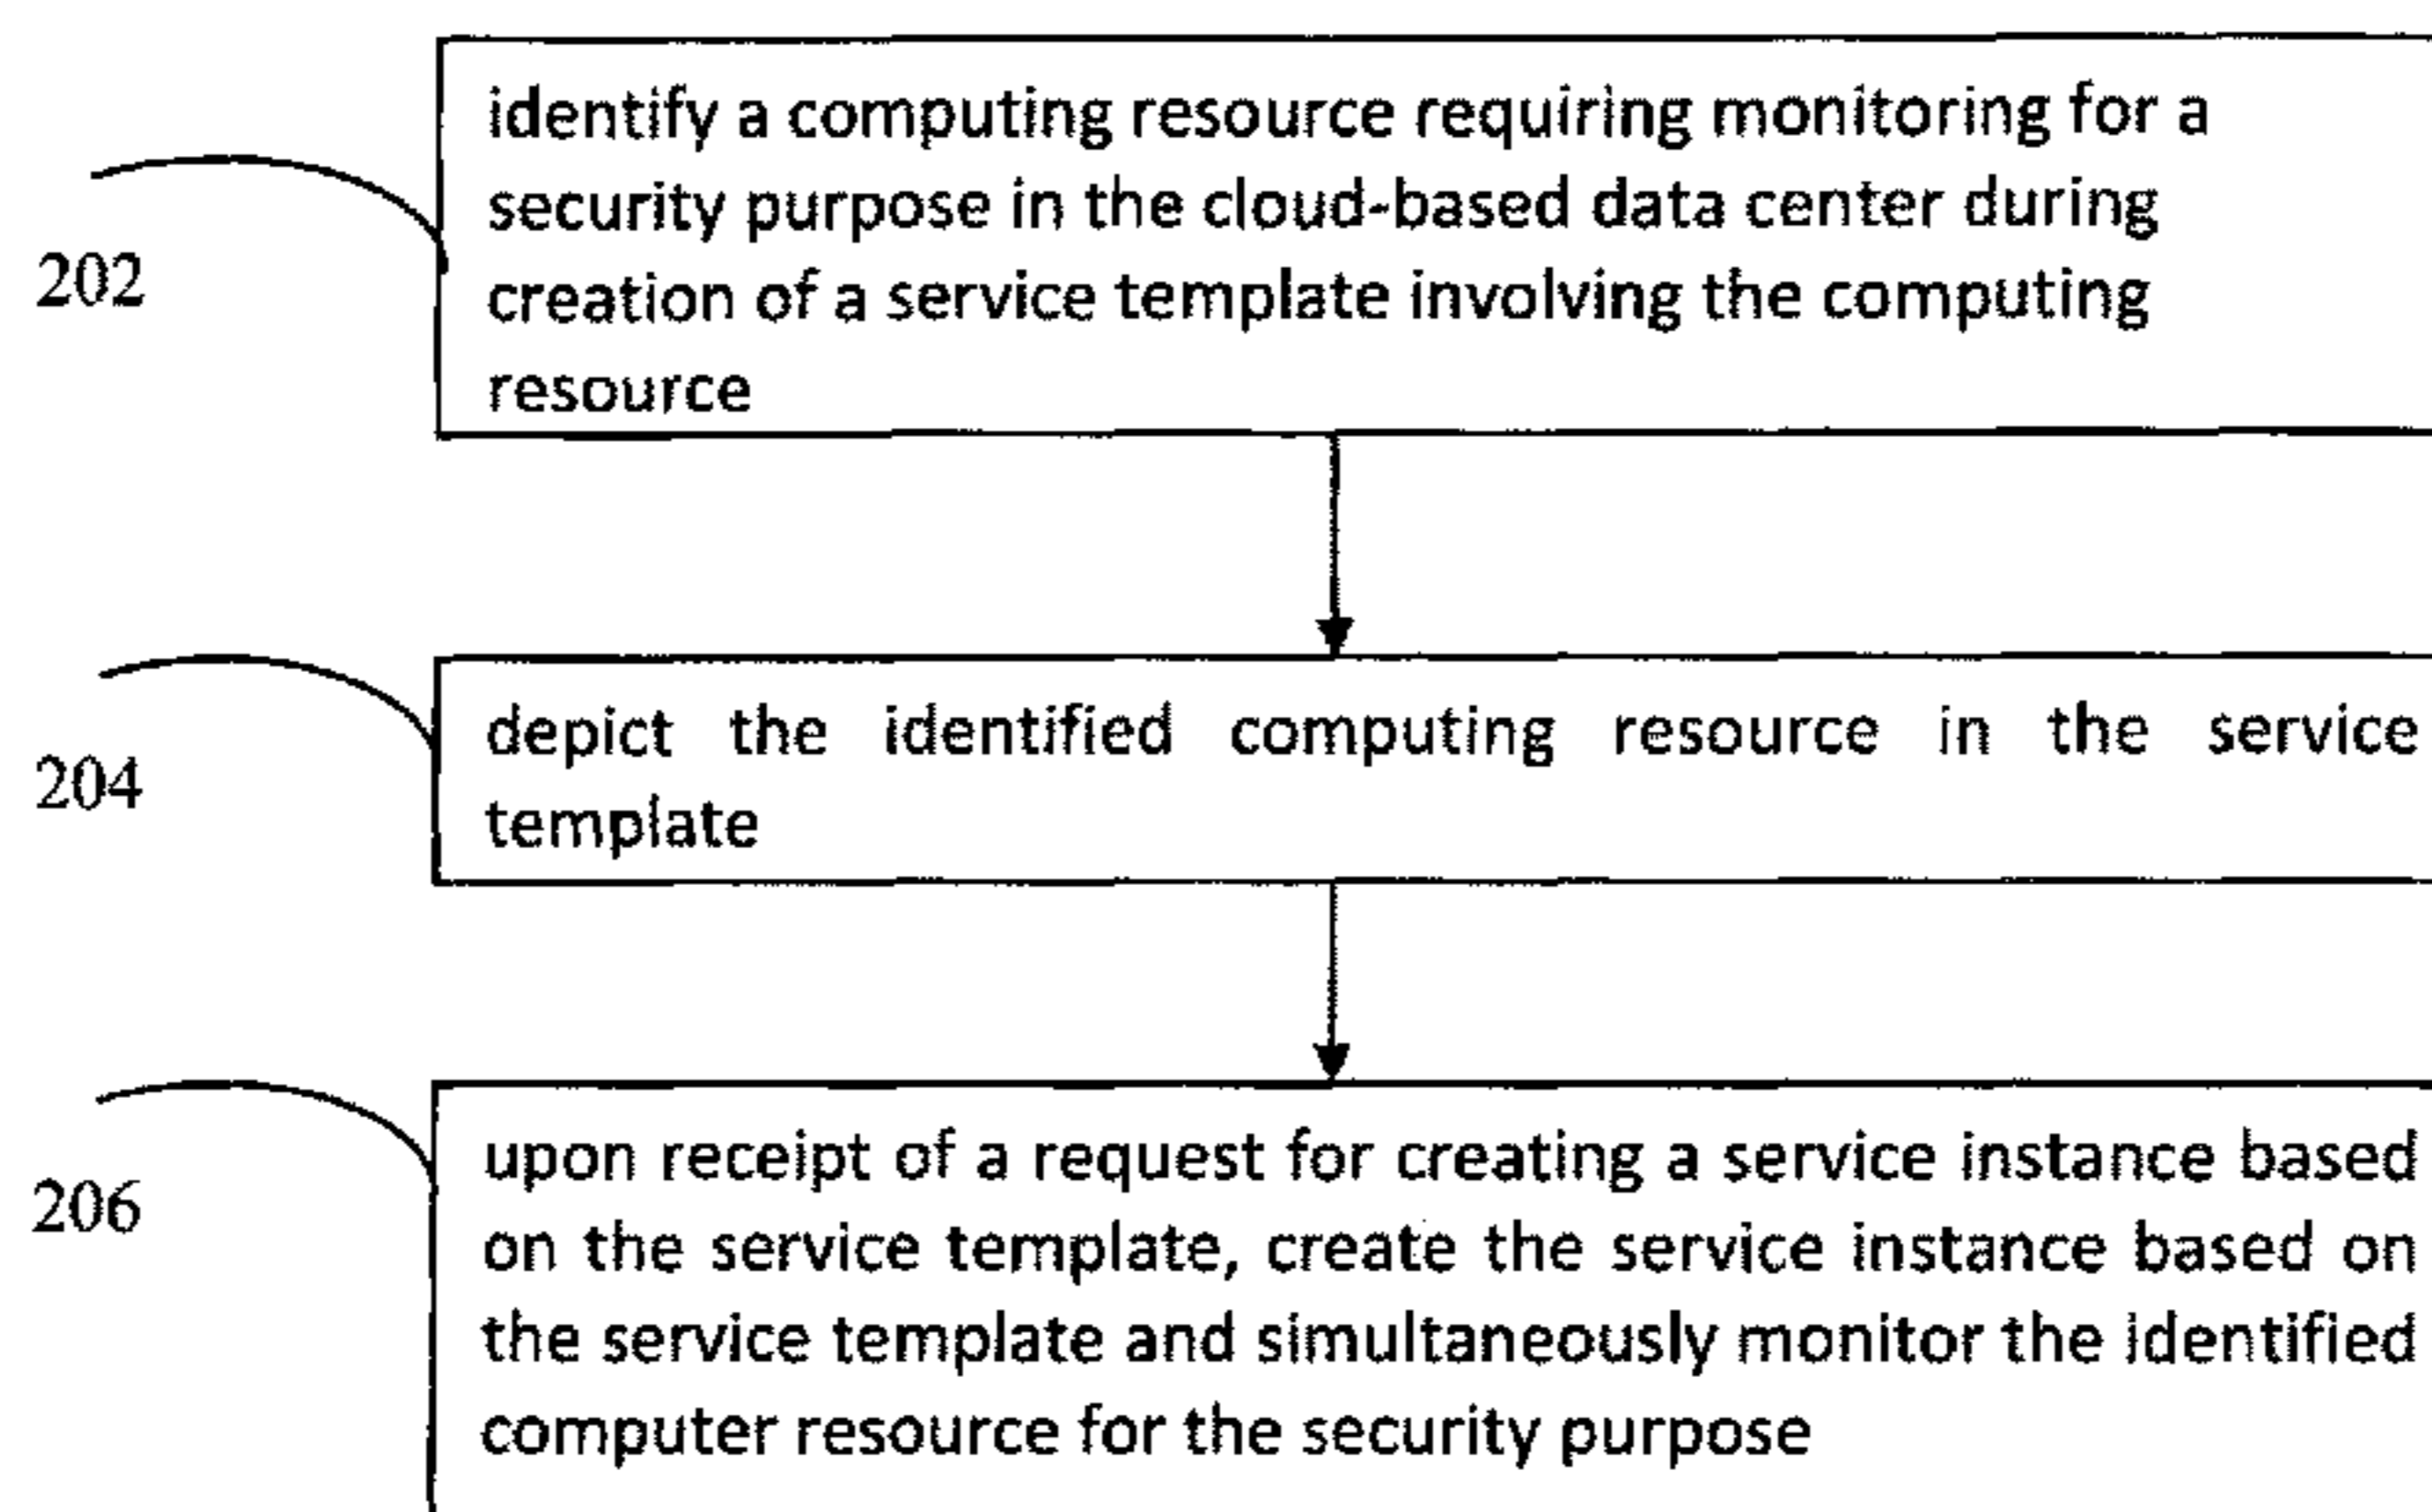 identify a computing resource requiring monitoring for a
security purpose in the cloud-based data center during
202
creation of a service template involving the computing
resource
depict the identified computing resource in the service
204
template
upon receipt of a request for creating a service instance based
206
on the service template, create the service instance based on
the service template and simultaneously monitor the identified
computer resource for the security purpose